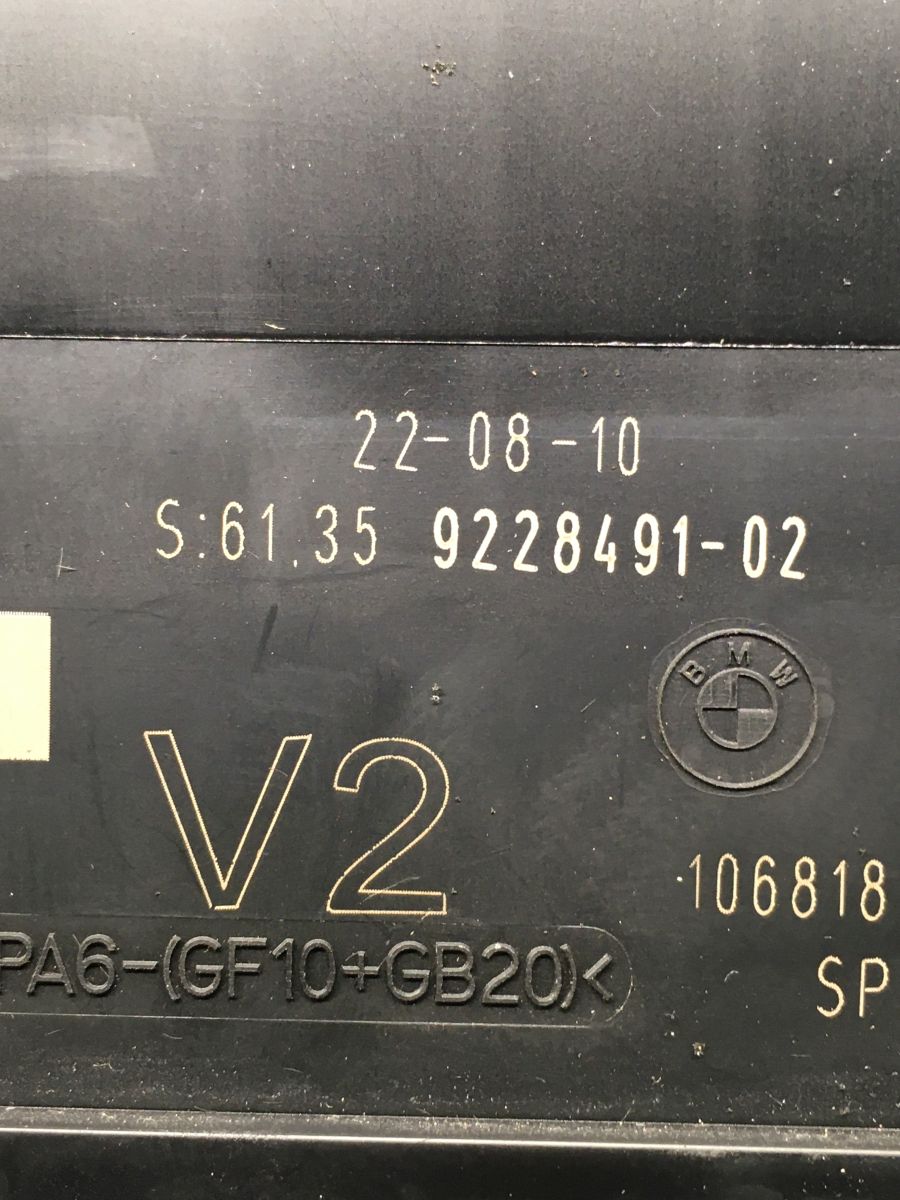 22-08-10
S:61.35 9228491-02
BMW
V2
106818
PA6-(GF10+GB20)<
SP